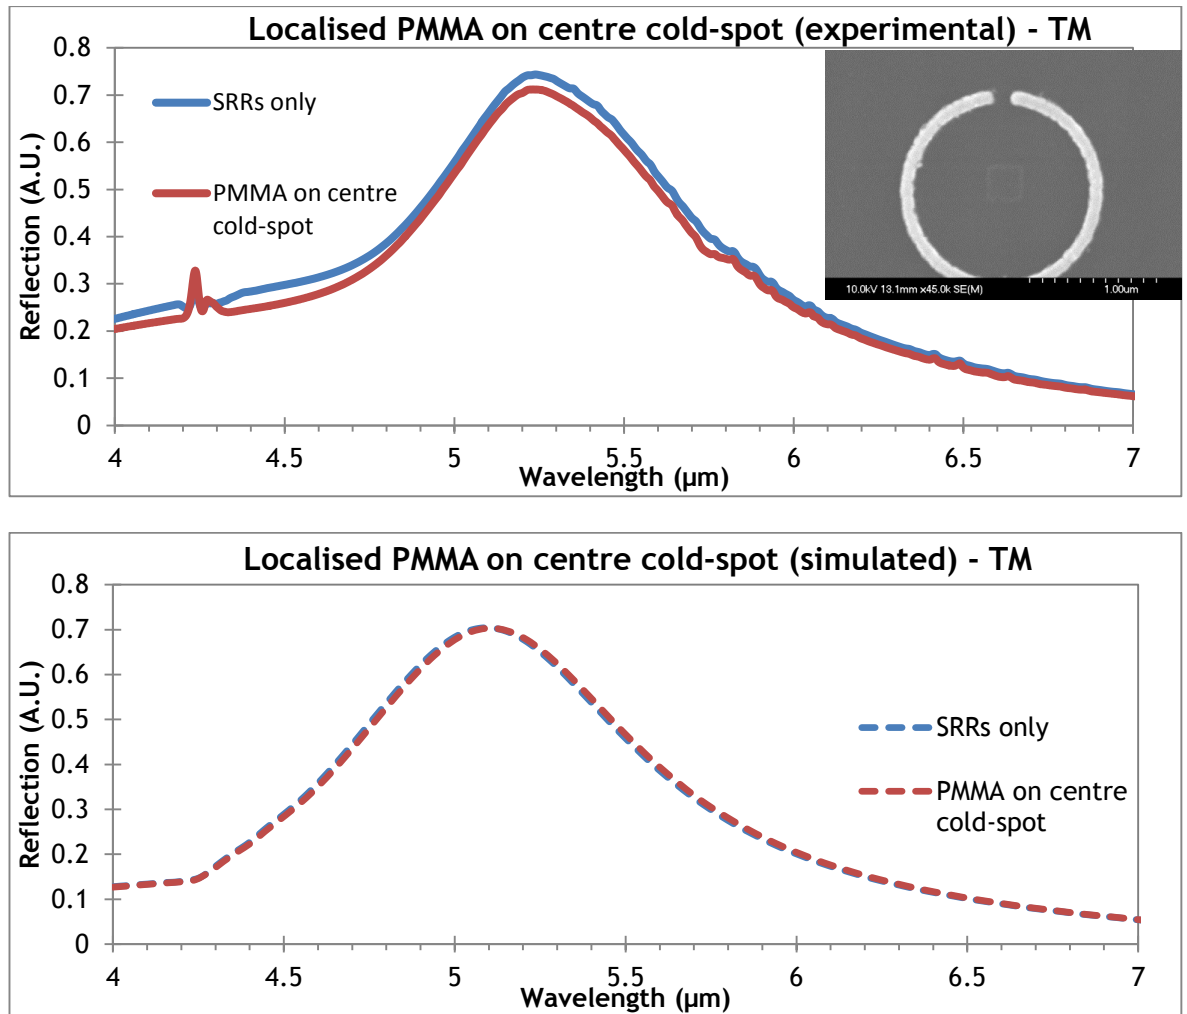 Localised PMMA on centre cold-spot (experimental) - TM
0.8
0.7
0.6
0.5
0.4
0.3
0.2
0.1
0
Reflection (A.U.)
SRRs only
PMMA on centre
cold-spot
10.0kV 13.1mm x45.0k SE(M)
1.00um
4
4.5
5
5.5
6
6.5
7
Wavelength (µm)
Localised PMMA on centre cold-spot (simulated) - TM
0.8
0.7
0.6
0.5
0.4
0.3
0.2
0.1
0
Reflection (A.U.)
SRRs only
PMMA on centre
cold-spot
4
4.5
5
5.5
6
6.5
7
Wavelength (µm)